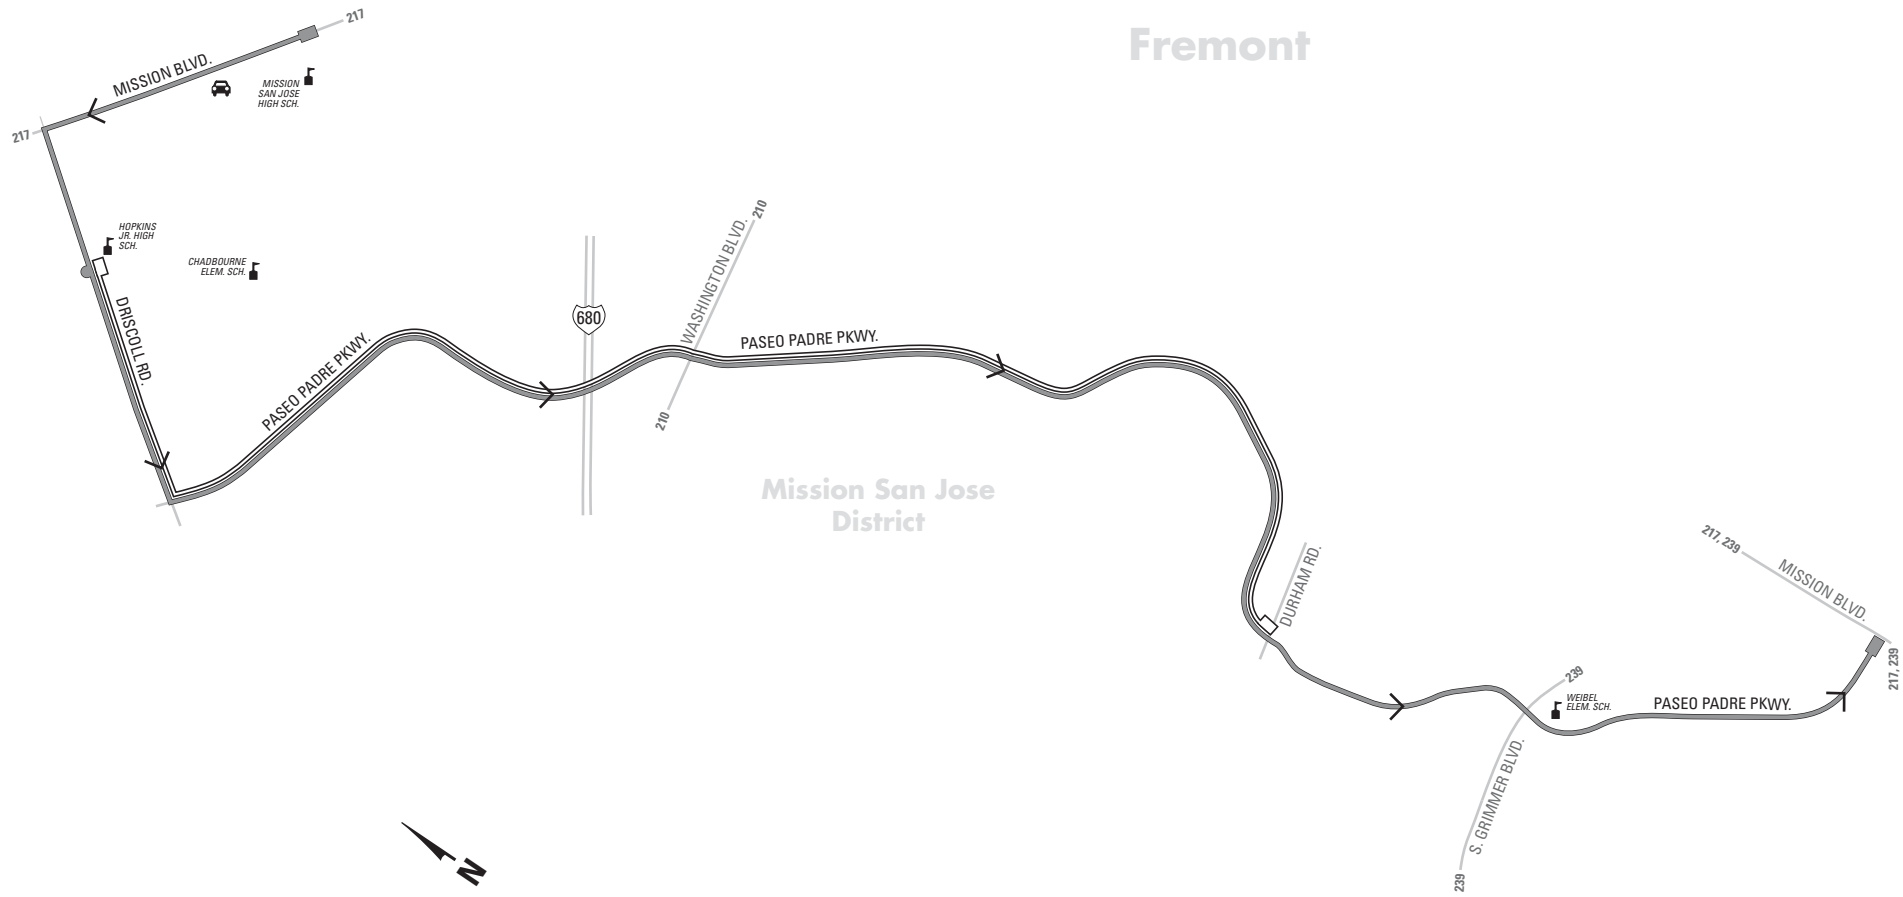 217
Fremont
MISSION BLVD.
MISSION
SAN JOSE
HIGH SCH.
217
HOPKINS
JR. HIGH
SCH.
CHADBOURNE
ELEM. SCH.
DRISCOLL RD.
PASEO PADRE PKWY.
680
210
WASHINGTON BLVD.
210
PASEO PADRE PKWY.
Mission San Jose
District
DURHAM RD.
217, 239
MISSION BLVD.
217, 239
239
WEIBEL
ELEM. SCH.
PASEO PADRE PKWY.
S. GRIMMER BLVD.
239
N